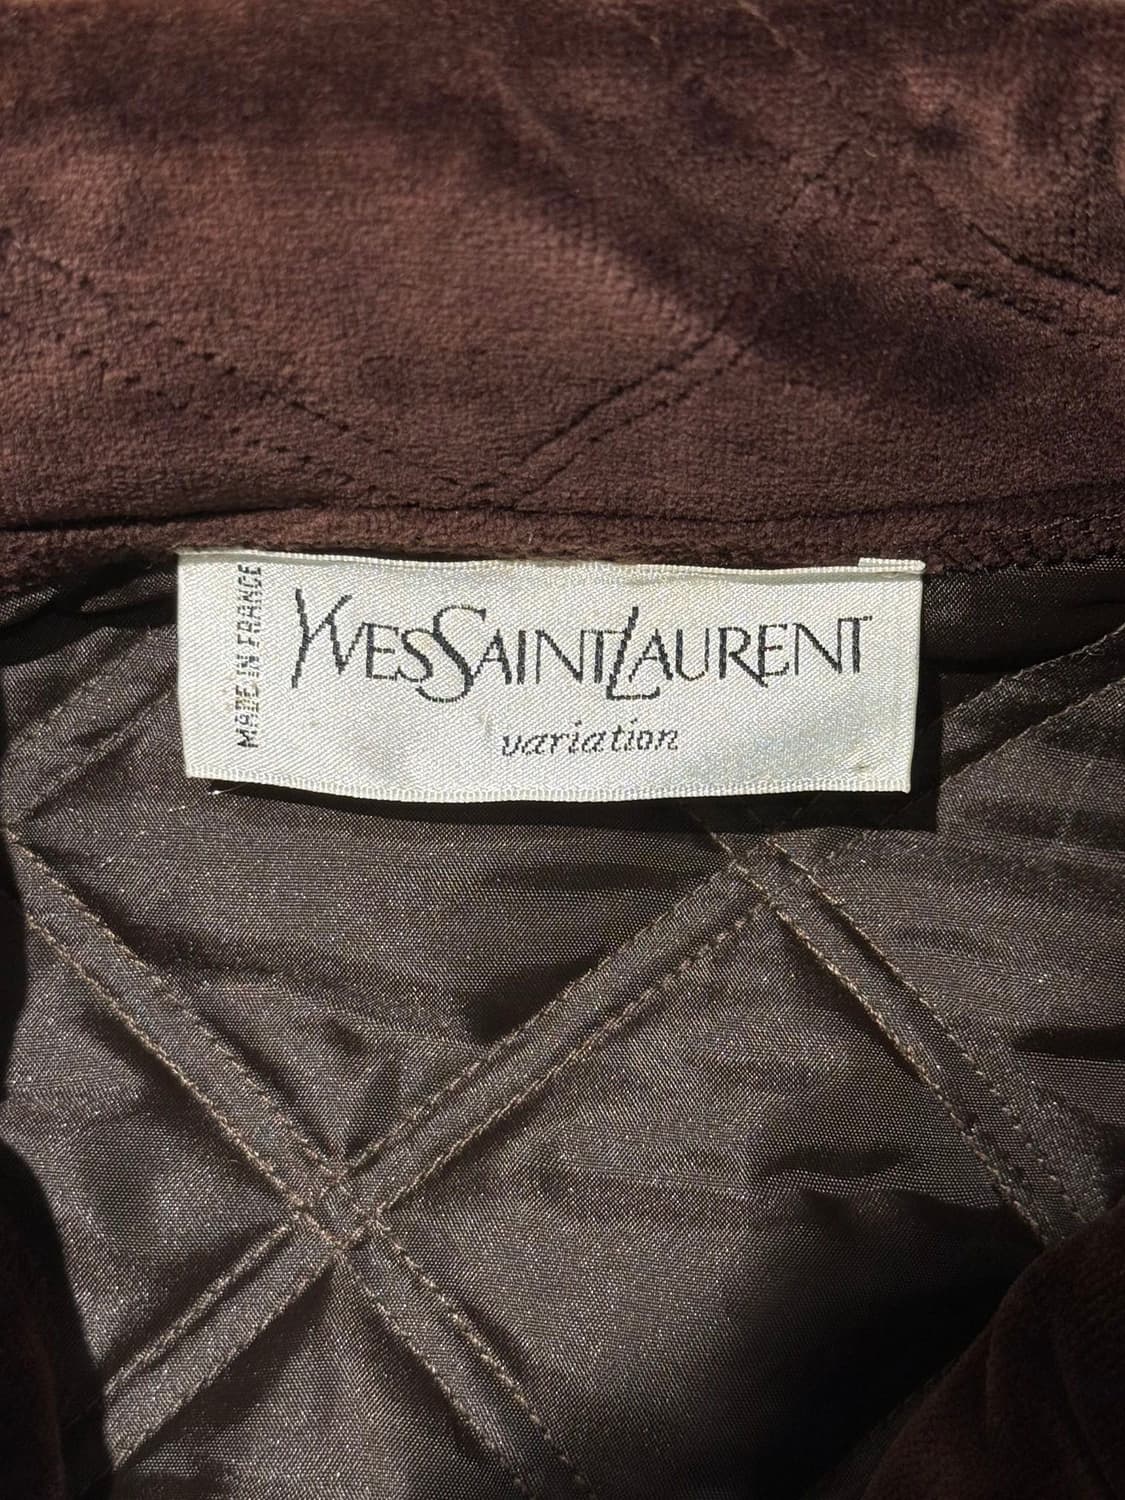 MADE IN FRANCE
YVESSAINTLAURENT
variation